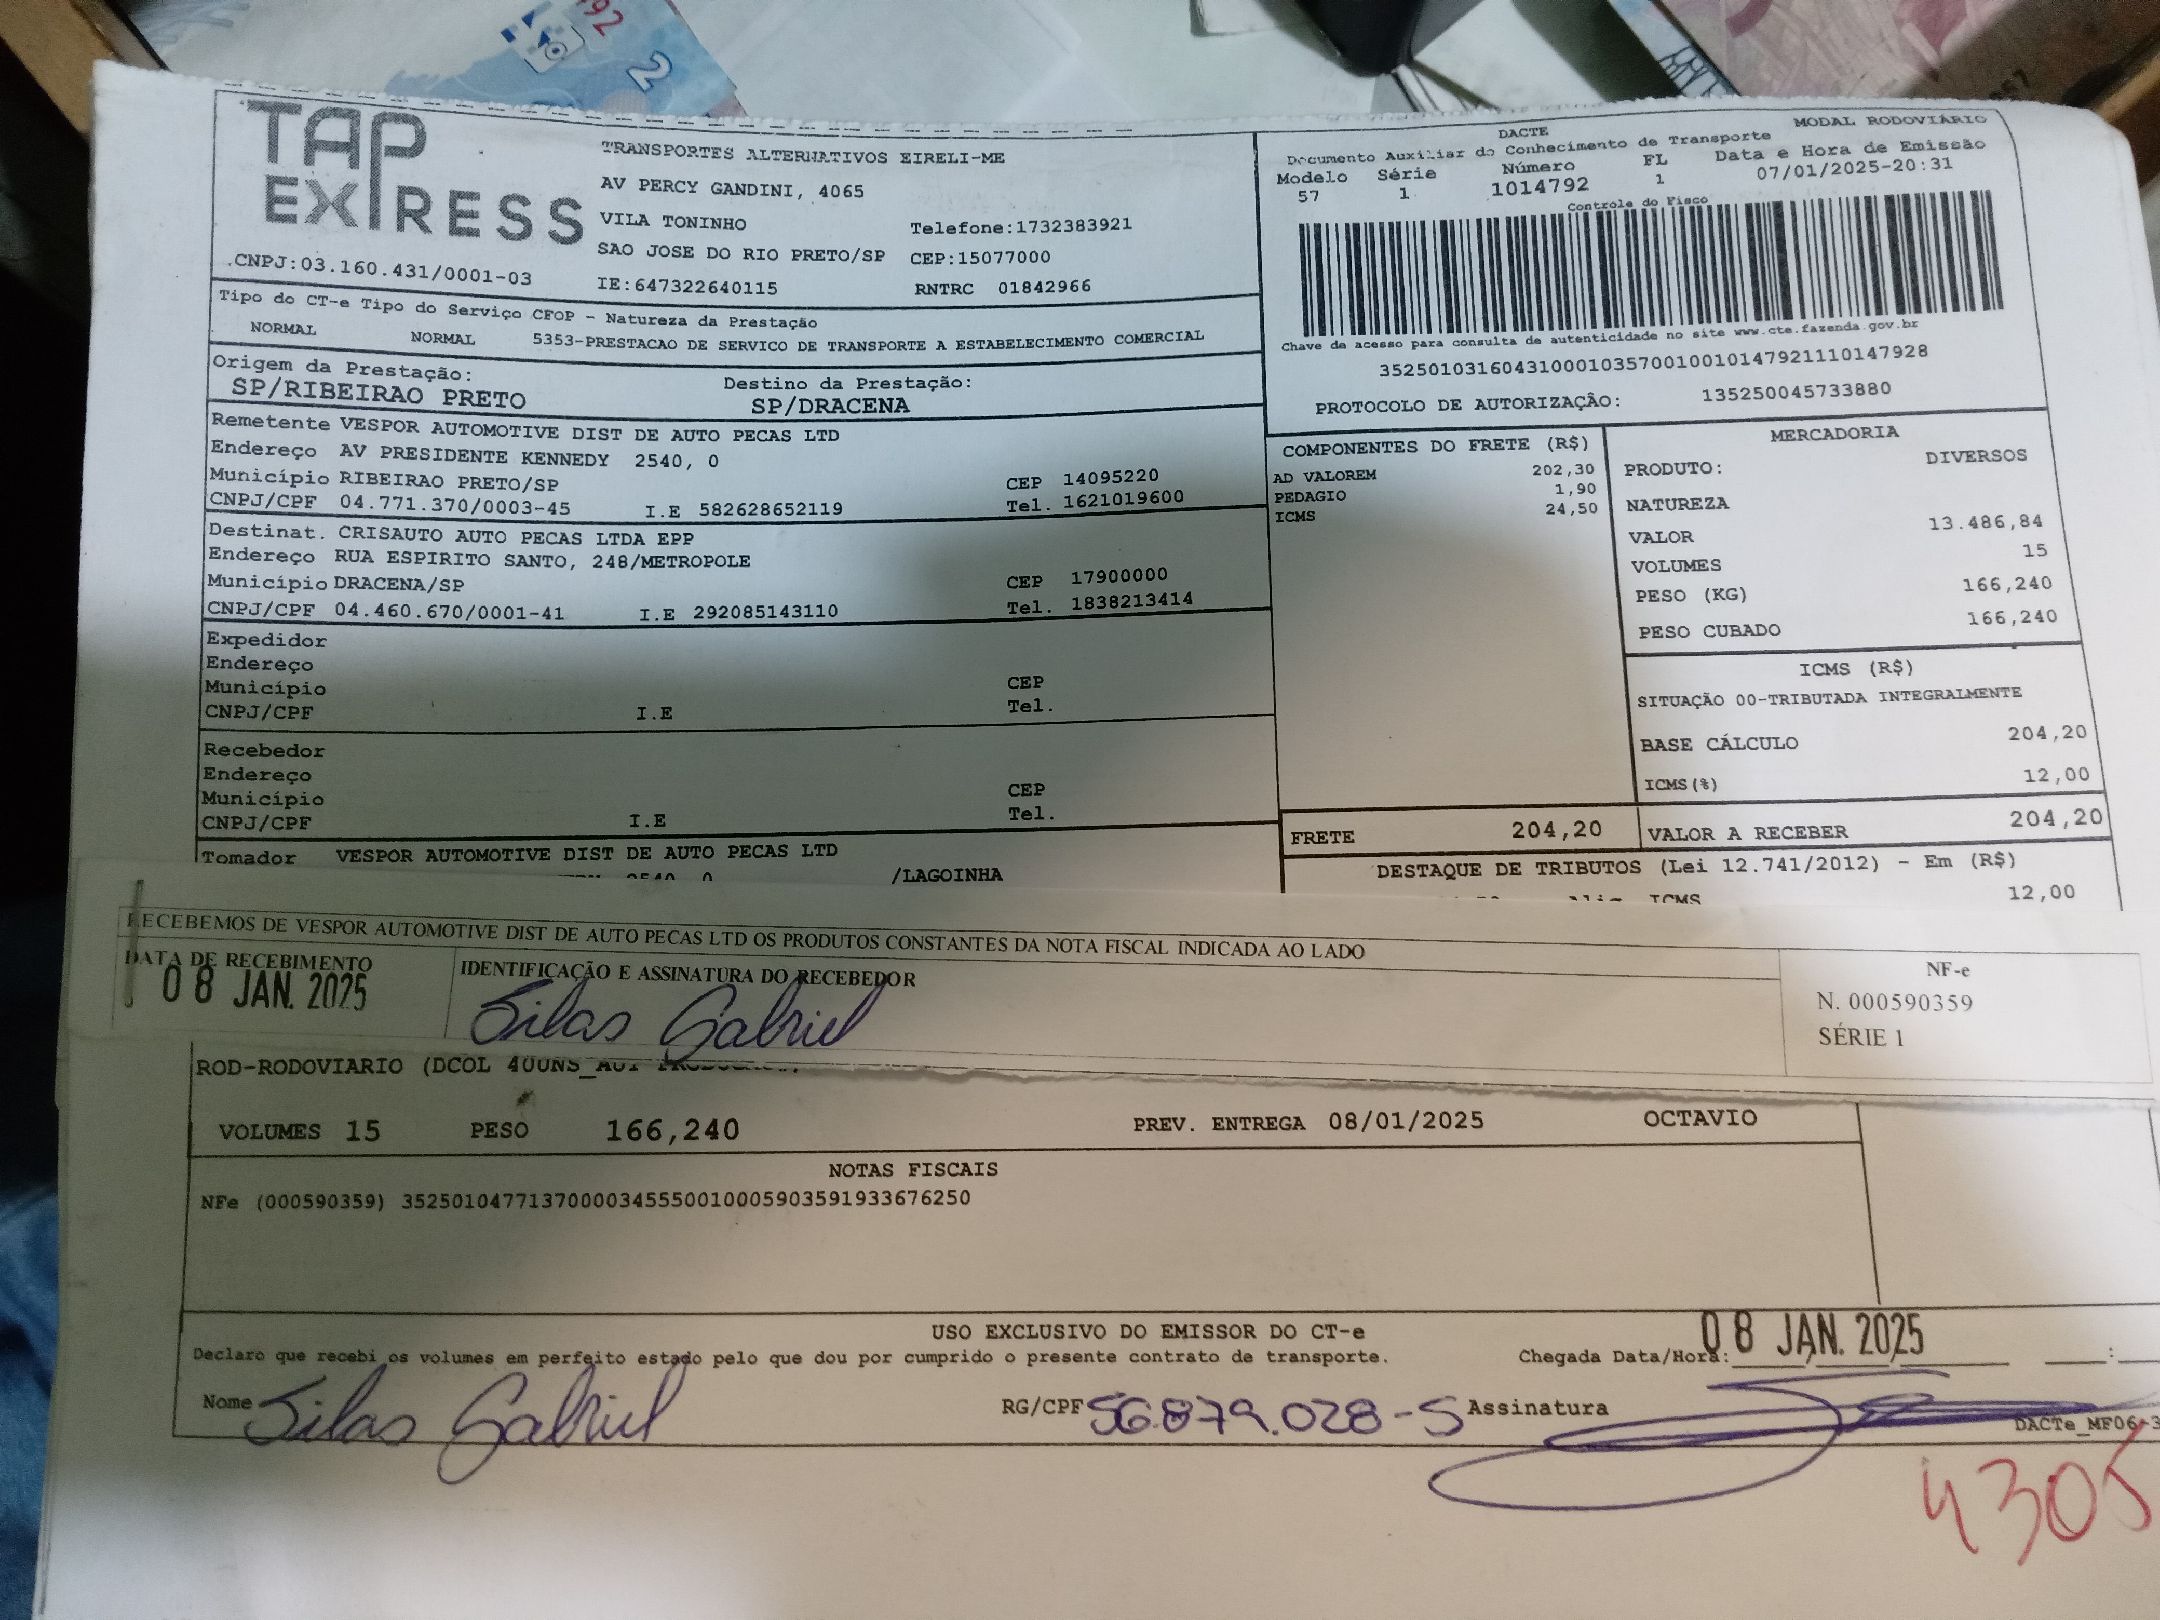 TAP
EXPRESS
TRANSPORTES ALTERNATIVOS EIRELI-ME
AV PERCY GANDINI, 4065
VILA TONINHO Telefone:1732383921
SAO JOSE DO RIO PRETO/SP CEP:15077000
.CNPJ:03.160.431/0001-03 IE:647322640115 RNTRC 01842966
DACTE MODAL RODOVIÁRIO
Documento Auxiliar do Conhecimento de Transporte
Modelo Série Número FL Data e Hora de Emissão
57 1 1014792 1 07/01/2025-20:31
Controle do Fisco
Chave de acesso para consulta de autenticidade no site www.cte.fazenda.gov.br
35250103160431000103570010010147921110147928
PROTOCOLO DE AUTORIZAÇÃO: 135250045733880
Tipo do CT-e Tipo do Serviço CFOP - Natureza da Prestação
NORMAL NORMAL 5353-PRESTACAO DE SERVICO DE TRANSPORTE A ESTABELECIMENTO COMERCIAL
Origem da Prestação: Destino da Prestação:
SP/RIBEIRAO PRETO SP/DRACENA
Remetente VESPOR AUTOMOTIVE DIST DE AUTO PECAS LTD
Endereço AV PRESIDENTE KENNEDY 2540, 0
Município RIBEIRAO PRETO/SP CEP 14095220
CNPJ/CPF 04.771.370/0003-45 I.E 582628652119 Tel. 1621019600
Destinat. CRISAUTO AUTO PECAS LTDA EPP
Endereço RUA ESPIRITO SANTO, 248/METROPOLE
Município DRACENA/SP CEP 17900000
CNPJ/CPF 04.460.670/0001-41 I.E 292085143110 Tel. 1838213414
Expedidor
Endereço
Município CEP
CNPJ/CPF I.E Tel.
Recebedor
Endereço
Município CEP
CNPJ/CPF I.E Tel.
Tomador VESPOR AUTOMOTIVE DIST DE AUTO PECAS LTD
2540, 0 /LAGOINHA
COMPONENTES DO FRETE (R$)
AD VALOREM 202,30
PEDAGIO 1,90
ICMS 24,50
MERCADORIA
PRODUTO: DIVERSOS
NATUREZA
VALOR 13.486,84
VOLUMES 15
PESO (KG) 166,240
PESO CUBADO 166,240
ICMS (R$)
SITUAÇÃO 00-TRIBUTADA INTEGRALMENTE
BASE CÁLCULO 204,20
ICMS(%) 12,00
FRETE 204,20 VALOR A RECEBER 204,20
DESTAQUE DE TRIBUTOS (Lei 12.741/2012) - Em (R$)
ICMS 12,00
RECEBEMOS DE VESPOR AUTOMOTIVE DIST DE AUTO PECAS LTD OS PRODUTOS CONSTANTES DA NOTA FISCAL INDICADA AO LADO
DATA DE RECEBIMENTO IDENTIFICAÇÃO E ASSINATURA DO RECEBEDOR
08 JAN. 2025 Silas Gabriel
NF-e
N. 000590359
SÉRIE 1
ROD-RODOVIARIO (DCOL
VOLUMES 15 PESO 166,240 PREV. ENTREGA 08/01/2025 OCTAVIO
NOTAS FISCAIS
NFe (000590359) 35250104771370000345550010005903591933676250
USO EXCLUSIVO DO EMISSOR DO CT-e
Declaro que recebi os volumes em perfeito estado pelo que dou por cumprido o presente contrato de transporte. Chegada Data/Hora: 08 JAN. 2025
Nome Silas Gabriel RG/CPF 56.879.028-5 Assinatura
DACTe_MF06-3
4305